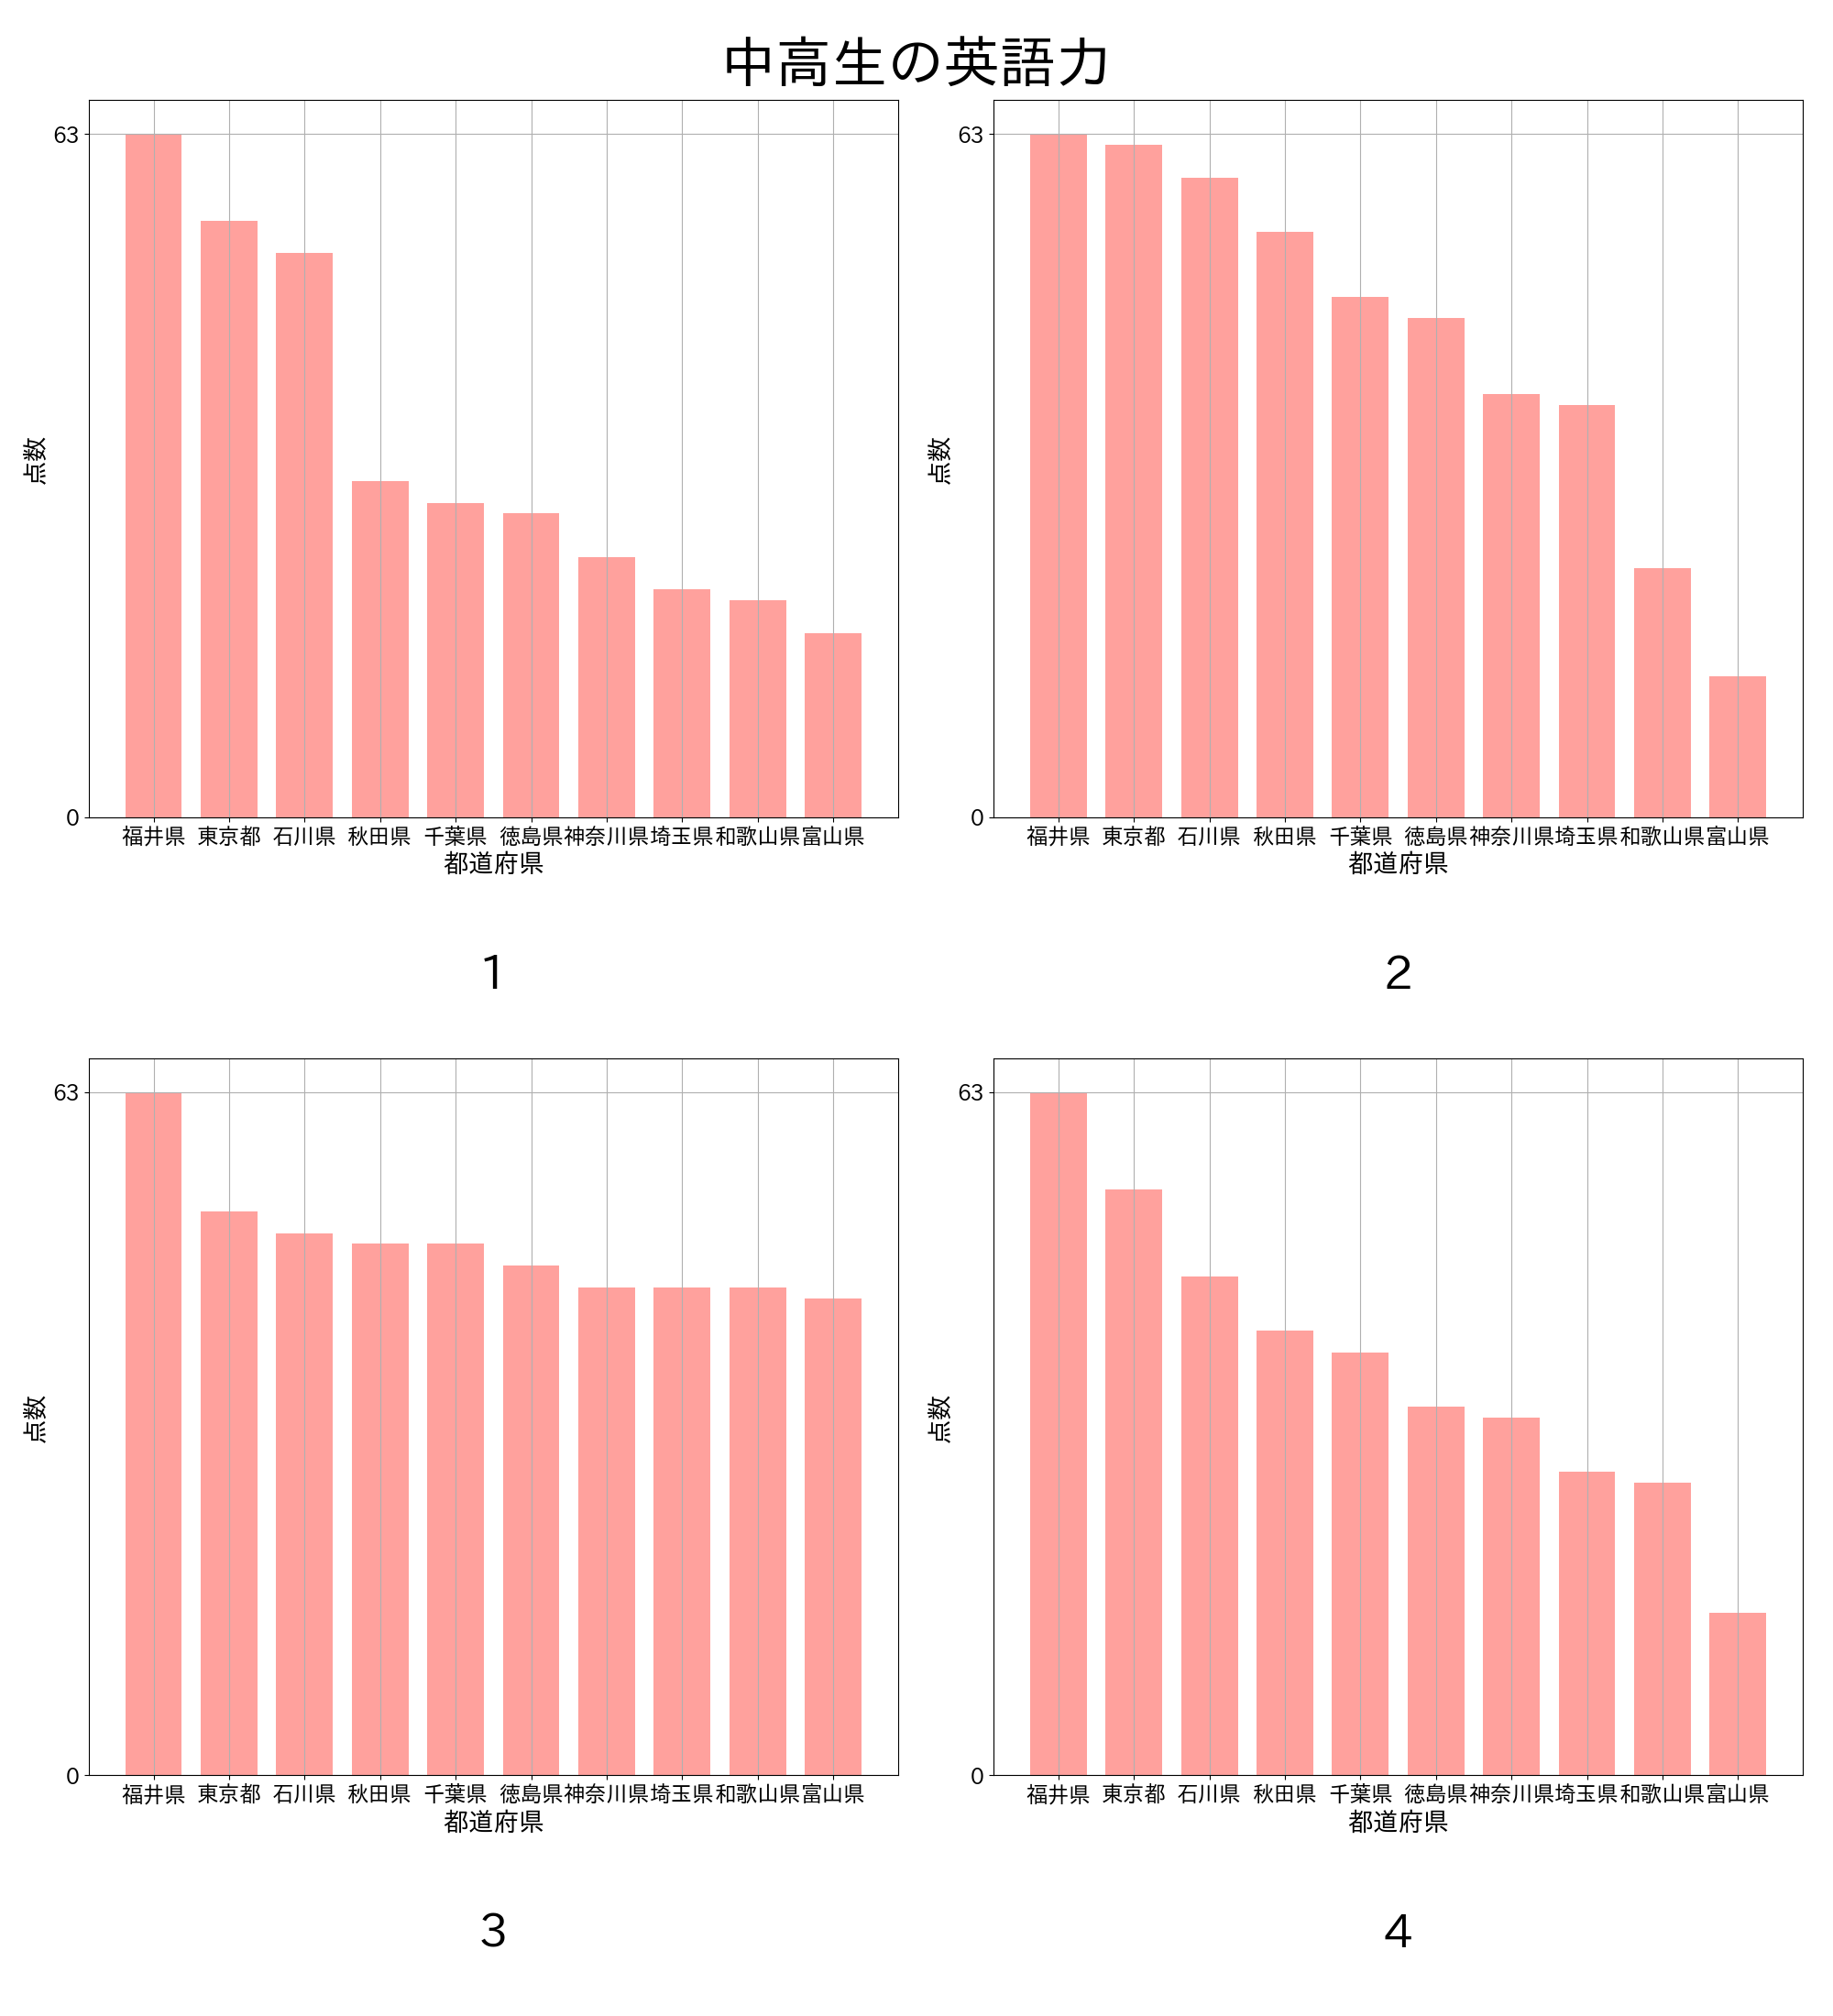 中高生の英語力
63
点数
0
福井県 東京都 石川県 秋田県 千葉県 徳島県 神奈川県 埼玉県 和歌山県 富山県
都道府県
1
63
点数
0
福井県 東京都 石川県 秋田県 千葉県 徳島県 神奈川県 埼玉県 和歌山県 富山県
都道府県
2
63
点数
0
福井県 東京都 石川県 秋田県 千葉県 徳島県 神奈川県 埼玉県 和歌山県 富山県
都道府県
3
63
点数
0
福井県 東京都 石川県 秋田県 千葉県 徳島県 神奈川県 埼玉県 和歌山県 富山県
都道府県
4